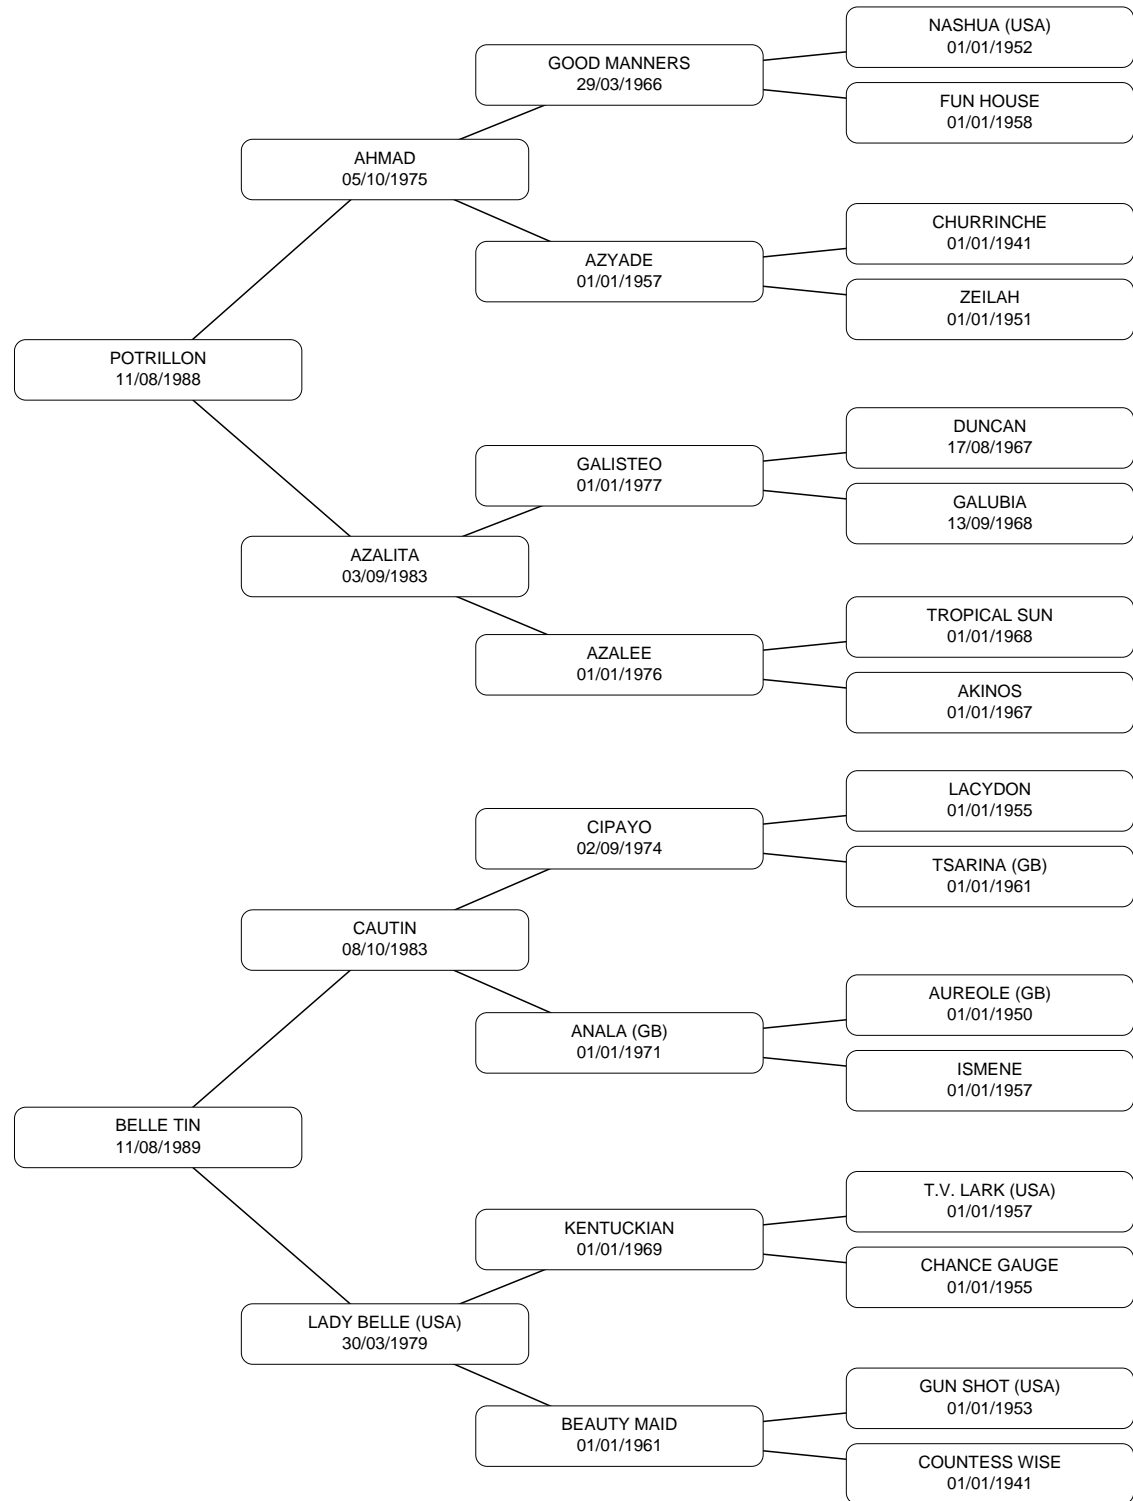 NASHUA (USA)
01/01/1952
GOOD MANNERS
29/03/1966
FUN HOUSE
01/01/1958
AHMAD
05/10/1975
CHURRINCHE
01/01/1941
AZYADE
01/01/1957
ZEILAH
01/01/1951
POTRILLON
11/08/1988
DUNCAN
17/08/1967
GALISTEO
01/01/1977
GALUBIA
13/09/1968
AZALITA
03/09/1983
TROPICAL SUN
01/01/1968
AZALEE
01/01/1976
AKINOS
01/01/1967
LACYDON
01/01/1955
CIPAYO
02/09/1974
TSARINA (GB)
01/01/1961
CAUTIN
08/10/1983
AUREOLE (GB)
01/01/1950
ANALA (GB)
01/01/1971
ISMENE
01/01/1957
BELLE TIN
11/08/1989
T.V. LARK (USA)
01/01/1957
KENTUCKIAN
01/01/1969
CHANCE GAUGE
01/01/1955
LADY BELLE (USA)
30/03/1979
GUN SHOT (USA)
01/01/1953
BEAUTY MAID
01/01/1961
COUNTESS WISE
01/01/1941